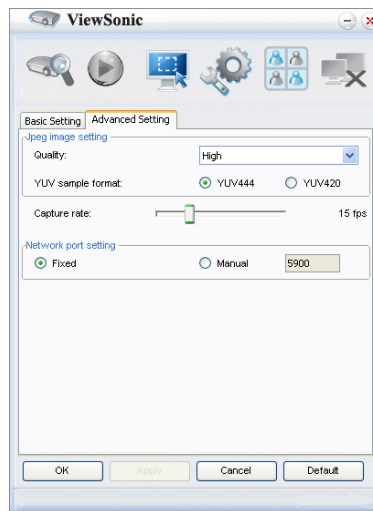 ViewSonic
Basic Setting Advanced Setting
Jpeg image setting
Quality: High
YUV sample format: YUV444 YUV420
Capture rate: 15 fps
Network port setting
Fixed Manual 5900
OK Apply Cancel Default